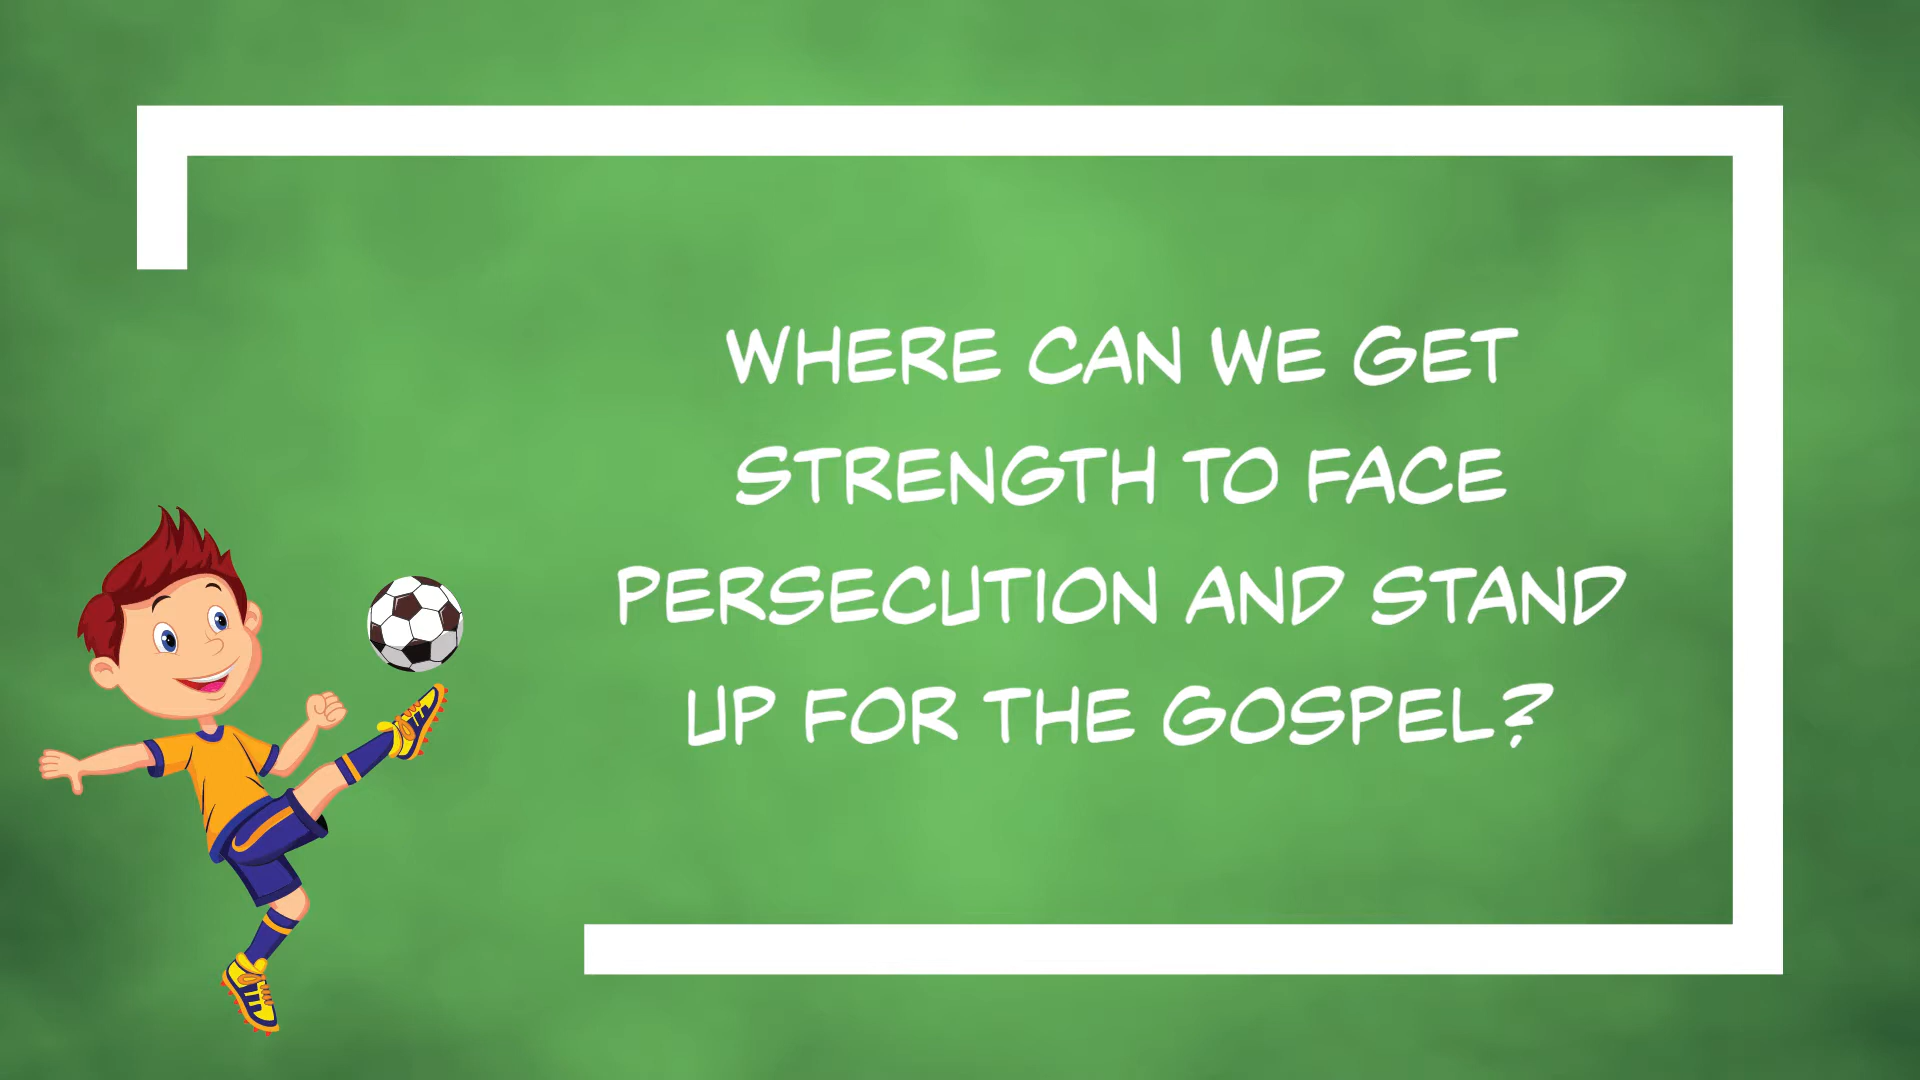 WHERE CAN WE GET
STRENGTH TO FACE
PERSECUTION AND STAND
UP FOR THE GOSPEL?